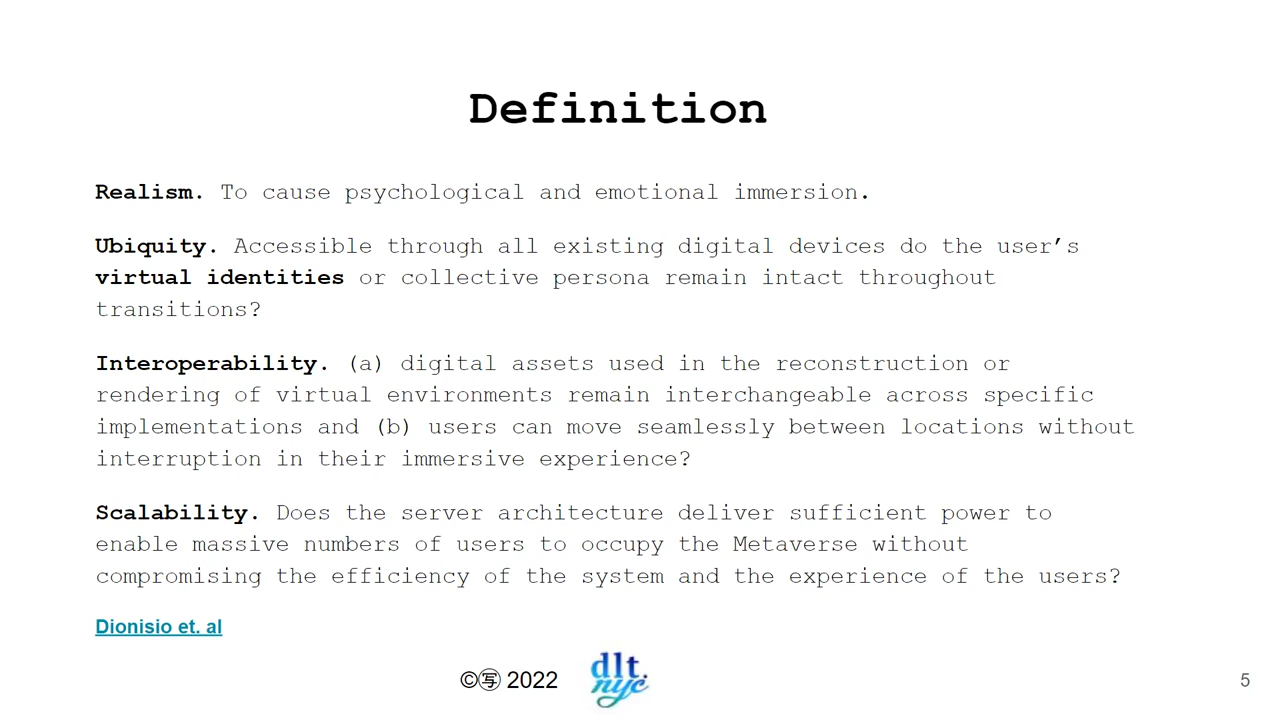 Definition
Realism. To cause psychological and emotional immersion.
Ubiquity. Accessible through all existing digital devices do the user’s
virtual identities or collective persona remain intact throughout
transitions?
Interoperability. (a) digital assets used in the reconstruction or
rendering of virtual environments remain interchangeable across specific
implementations and (b) users can move seamlessly between locations without
interruption in their immersive experience?
Scalability. Does the server architecture deliver sufficient power to
enable massive numbers of users to occupy the Metaverse without
compromising the efficiency of the system and the experience of the users?
Dionisio et. al
©㊢ 2022
dlt.
nyc
5